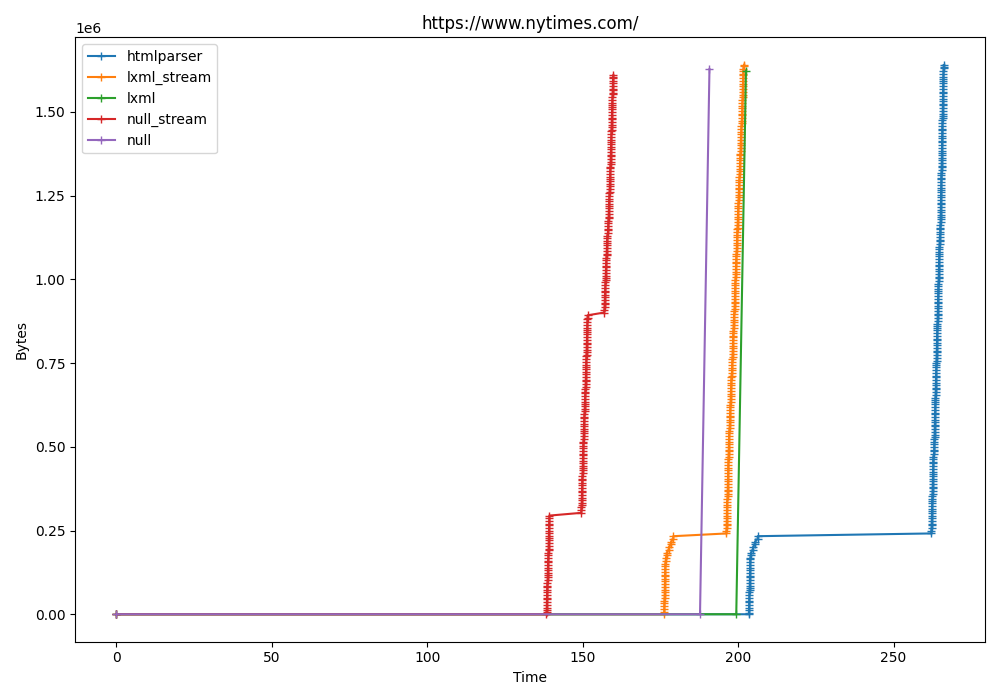 https://www.nytimes.com/
1e6
htmlparser
lxml_stream
lxml
null_stream
null
1.50
1.25
1.00
0.75
0.50
0.25
0.00
Bytes
0 50 100 150 200 250
Time